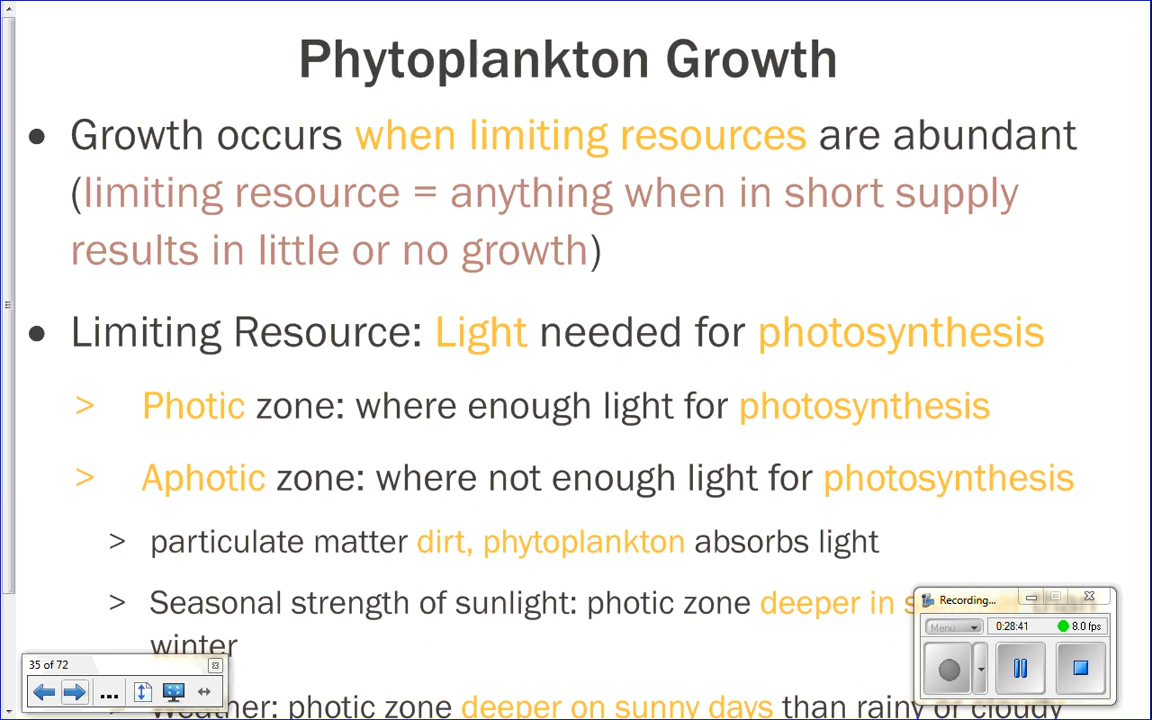 Phytoplankton Growth
● Growth occurs when limiting resources are abundant
(limiting resource = anything when in short supply
results in little or no growth)
● Limiting Resource: Light needed for photosynthesis
> Photic zone: where enough light for photosynthesis
> Aphotic zone: where not enough light for photosynthesis
> particulate matter dirt, phytoplankton absorbs light
> Seasonal strength of sunlight: photic zone deeper in than
winter
> Weather: photic zone deeper on sunny days than rainy or cloudy
Recording...
Menu 0:28:41 8.0 fps
35 of 72